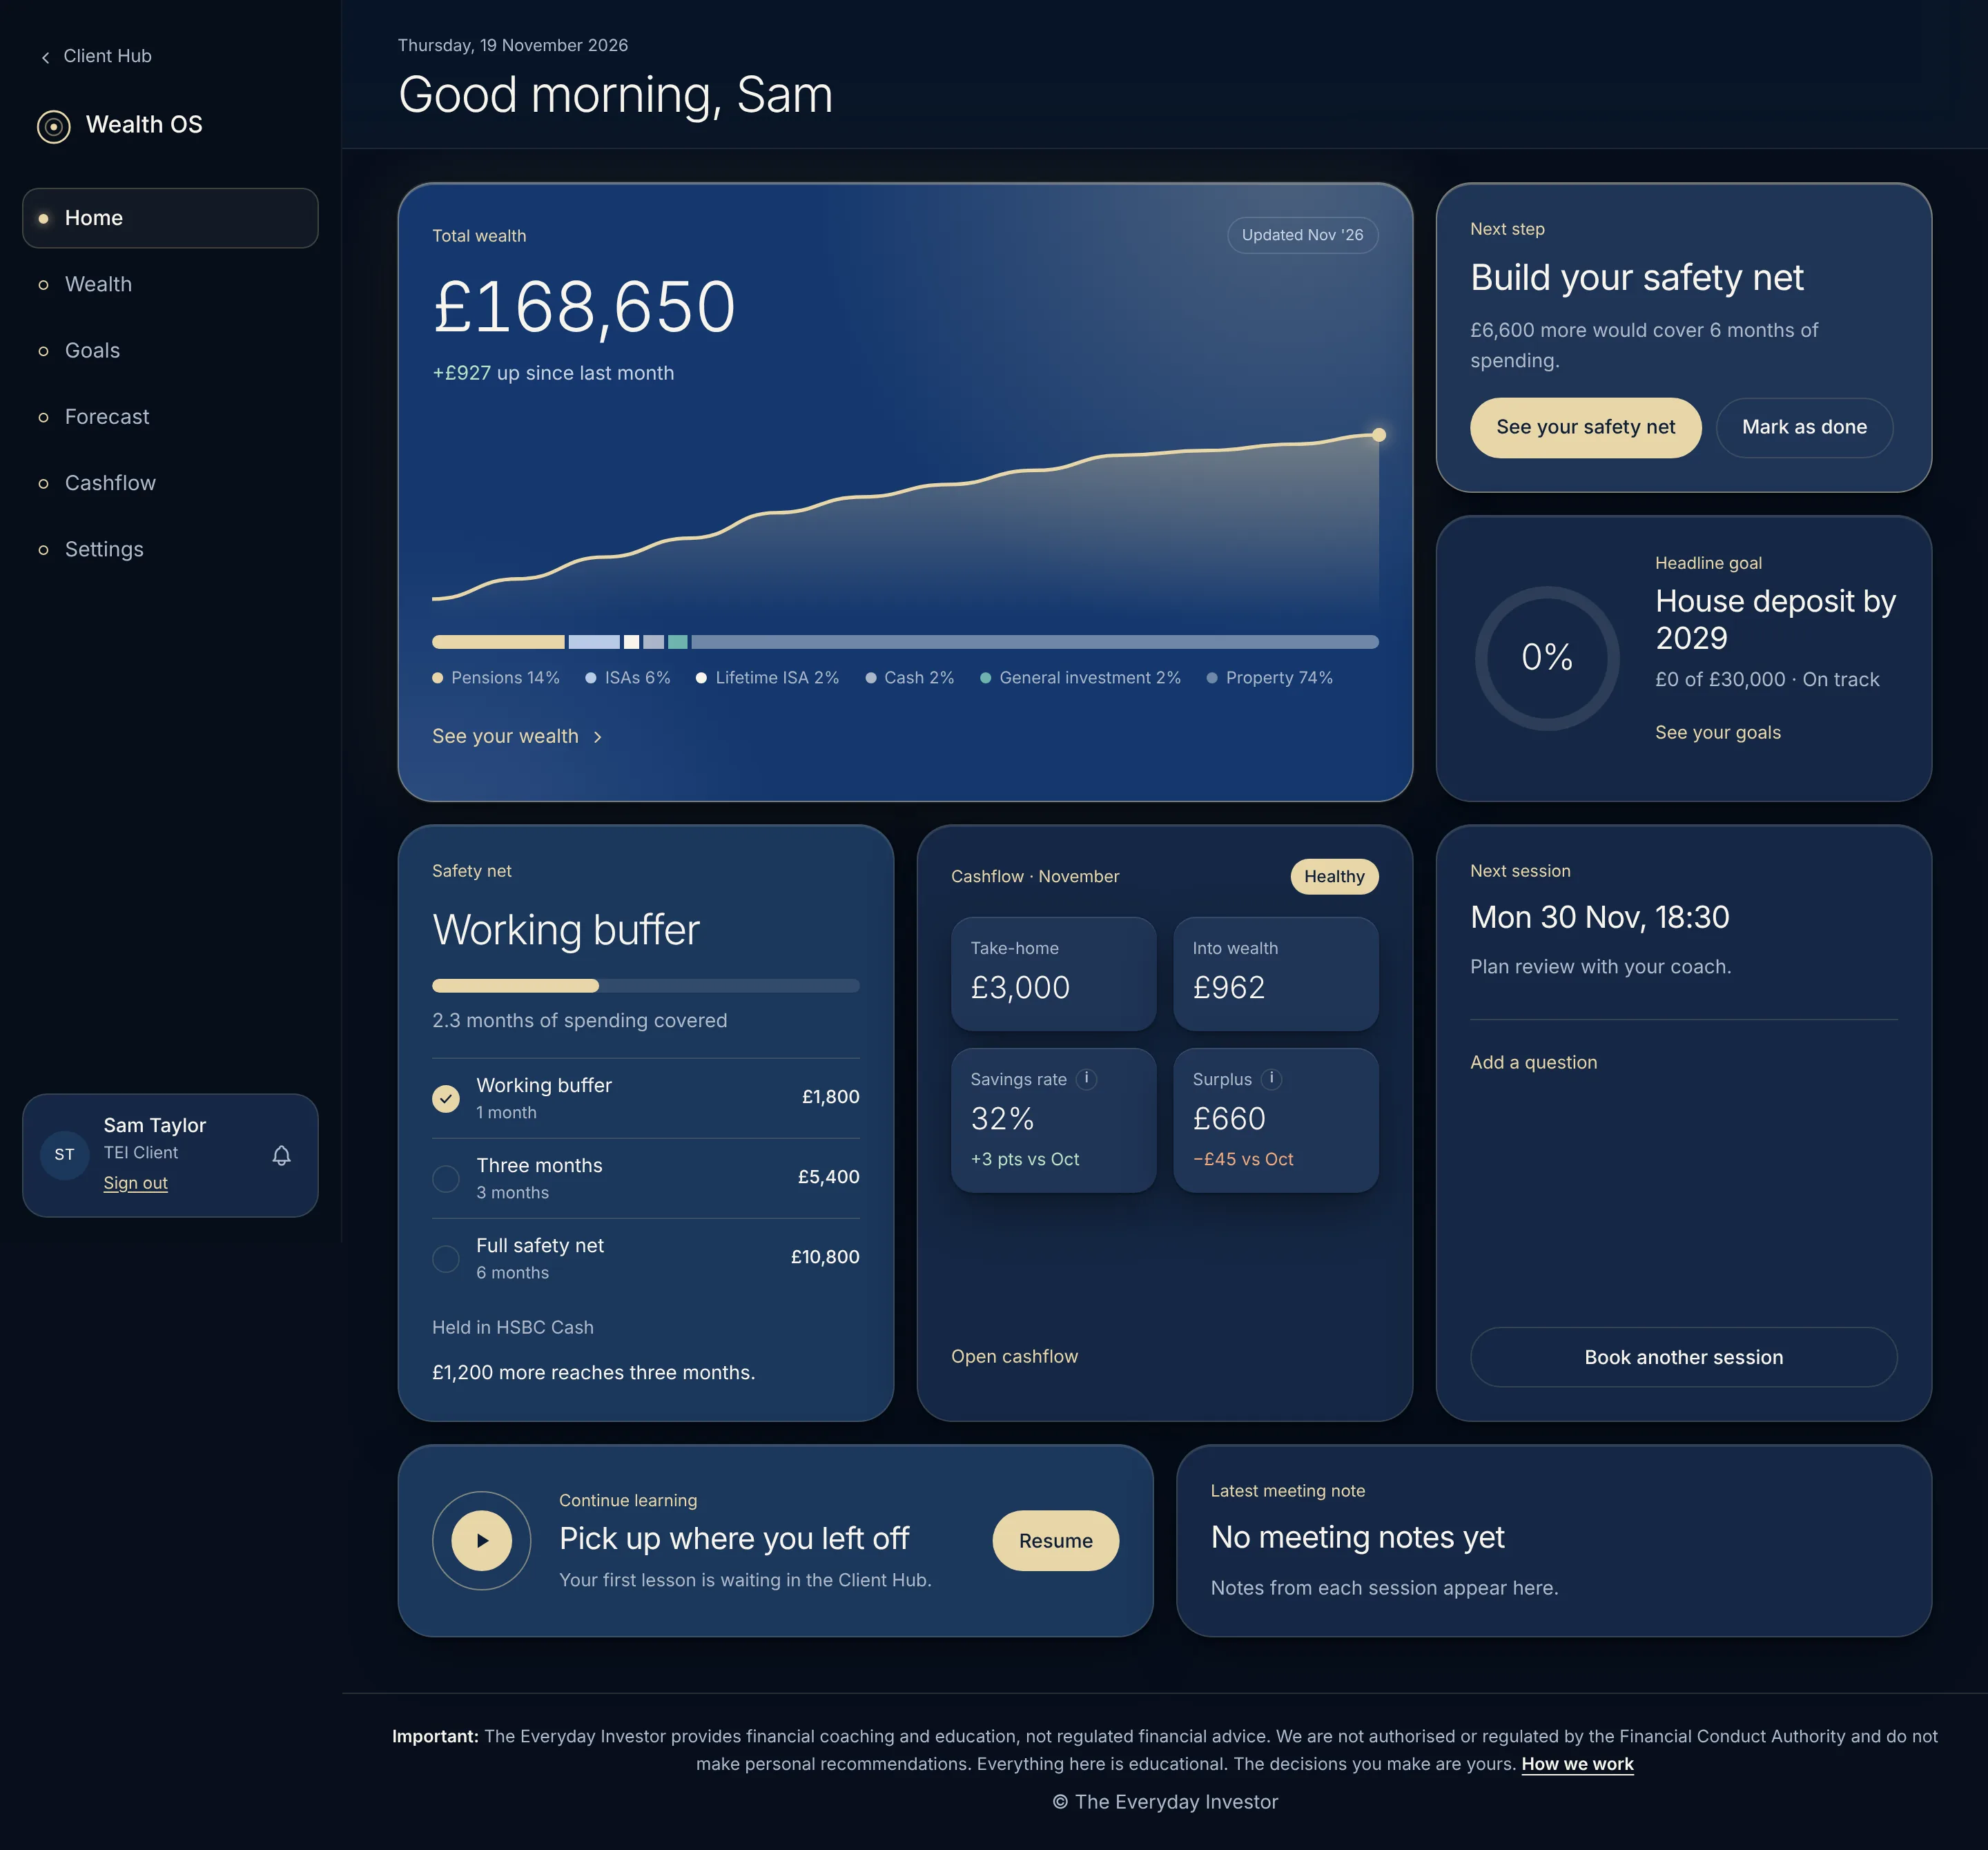 Client Hub
Wealth OS
Home
Wealth
Goals
Forecast
Cashflow
Settings
ST
Sam Taylor
TEI Client
Sign out
Thursday, 19 November 2026
Good morning, Sam
Total wealth
Updated Nov '26
£168,650
+£927 up since last month
Pensions 14%
ISAs 6%
Lifetime ISA 2%
Cash 2%
General investment 2%
Property 74%
See your wealth
Next step
Build your safety net
£6,600 more would cover 6 months of
spending.
See your safety net
Mark as done
0%
Headline goal
House deposit by
2029
£0 of £30,000 · On track
See your goals
Safety net
Working buffer
2.3 months of spending covered
Working buffer
1 month
£1,800
Three months
3 months
£5,400
Full safety net
6 months
£10,800
Held in HSBC Cash
£1,200 more reaches three months.
Cashflow · November
Healthy
Take-home
£3,000
Into wealth
£962
Savings rate i
32%
+3 pts vs Oct
Surplus i
£660
−£45 vs Oct
Open cashflow
Next session
Mon 30 Nov, 18:30
Plan review with your coach.
Add a question
Book another session
Continue learning
Pick up where you left off
Your first lesson is waiting in the Client Hub.
Resume
Latest meeting note
No meeting notes yet
Notes from each session appear here.
Important: The Everyday Investor provides financial coaching and education, not regulated financial advice. We are not authorised or regulated by the Financial Conduct Authority and do not
make personal recommendations. Everything here is educational. The decisions you make are yours. How we work
© The Everyday Investor